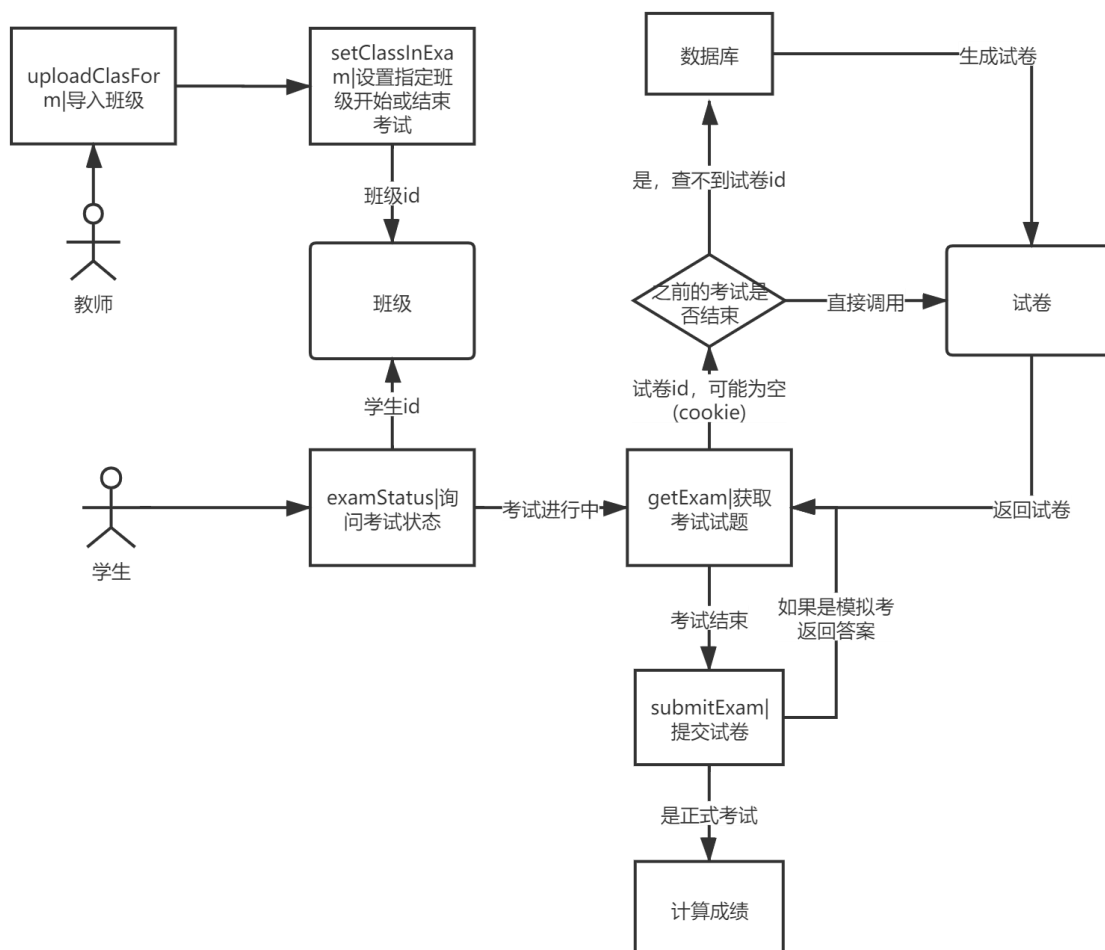 uploadClasFor
m|导入班级
setClassInExa
m|设置指定班
级开始或结束
考试
数据库
生成试卷
班级id
是，查不到试卷id
教师
班级
之前的考试是
否结束
直接调用
试卷
学生id
试卷id，可能为空
(cookie)
examStatus|询
问考试状态
考试进行中
getExam|获取
考试试题
返回试卷
学生
考试结束
如果是模拟考
返回答案
submitExam|
提交试卷
是正式考试
计算成绩